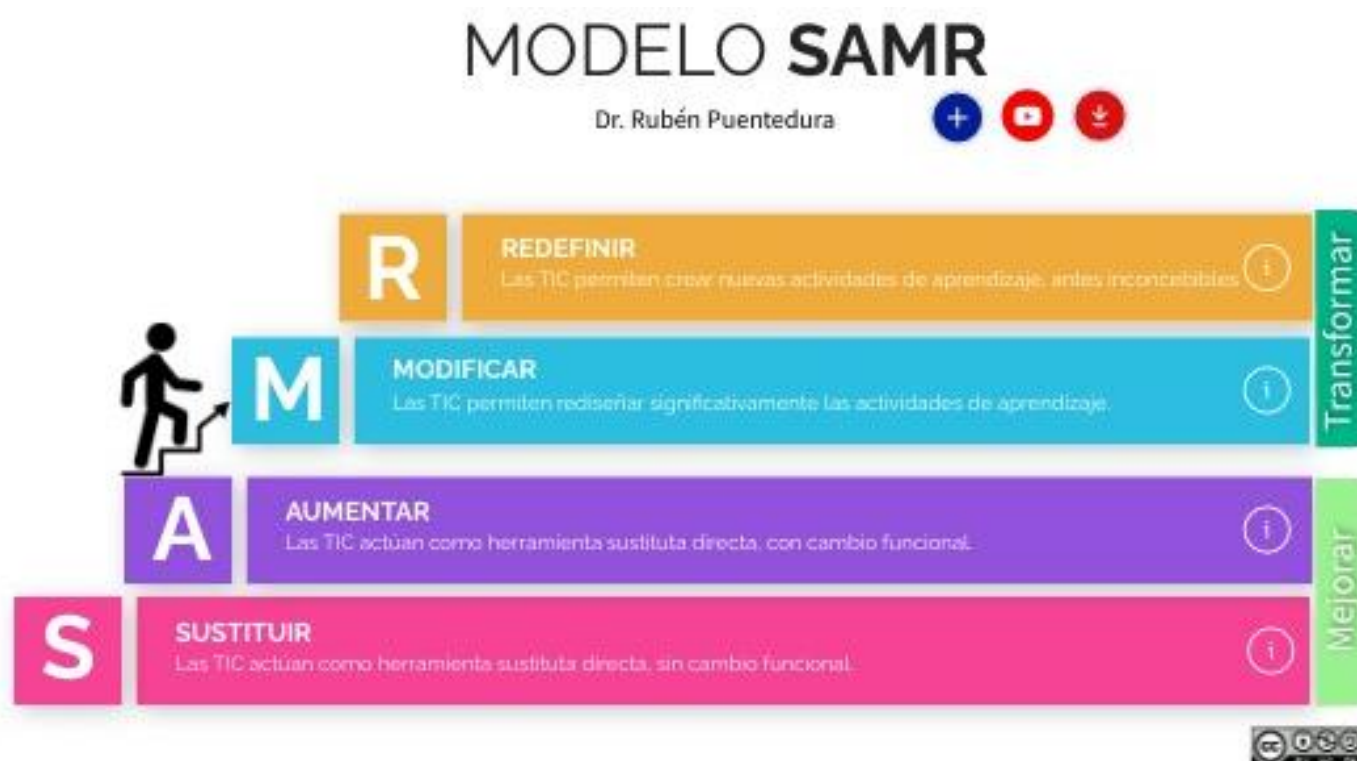 MODELO SAMR
Dr. Rubén Puentedura
R
REDEFINIR
Las TIC permiten crear nuevas actividades de aprendizaje, antes inconcebibles
i
M
MODIFICAR
Las TIC permiten rediseñar significativamente las actividades de aprendizaje.
i
Transformar
A
AUMENTAR
Las TIC actúan como herramienta sustituta directa, con cambio funcional.
i
S
SUSTITUIR
Las TIC actúan como herramienta sustituta directa, sin cambio funcional.
i
Mejorar
cc